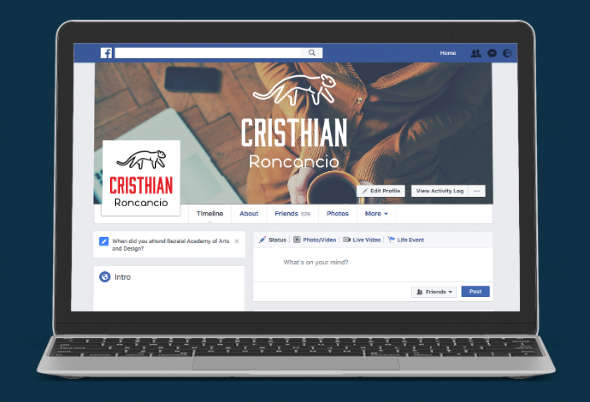 f
Home
CRISTHIAN
Roncancio
Edit Profile
View Activity Log
...
CRISTHIAN
Roncancio
Timeline
About
Friends 629
Photos
More
When did you attend Bezalel Academy of Arts
and Design?
Status
Photo/Video
Live Video
Life Event
What's on your mind?
Intro
Friends
Post